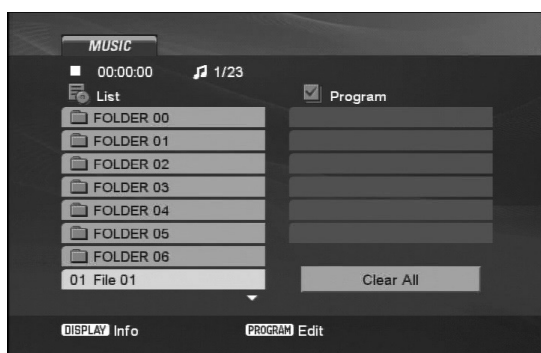 MUSIC
00:00:00 1/23
List
FOLDER 00
FOLDER 01
FOLDER 02
FOLDER 03
FOLDER 04
FOLDER 05
FOLDER 06
01 File 01
Program
Clear All
DISPLAY Info
PROGRAM Edit